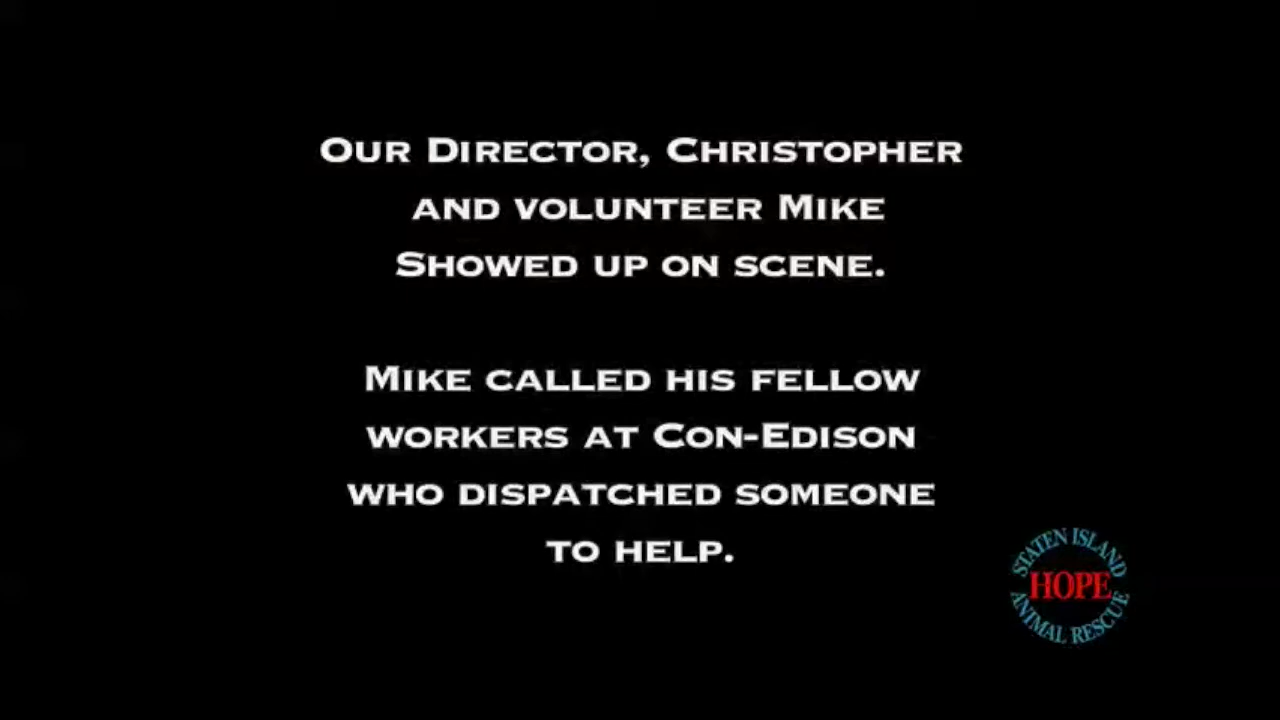 Our Director, Christopher
and volunteer Mike
Showed up on scene.
Mike called his fellow
workers at Con-Edison
who dispatched someone
to help.
STATEN ISLAND
HOPE
ANIMAL RESCUE